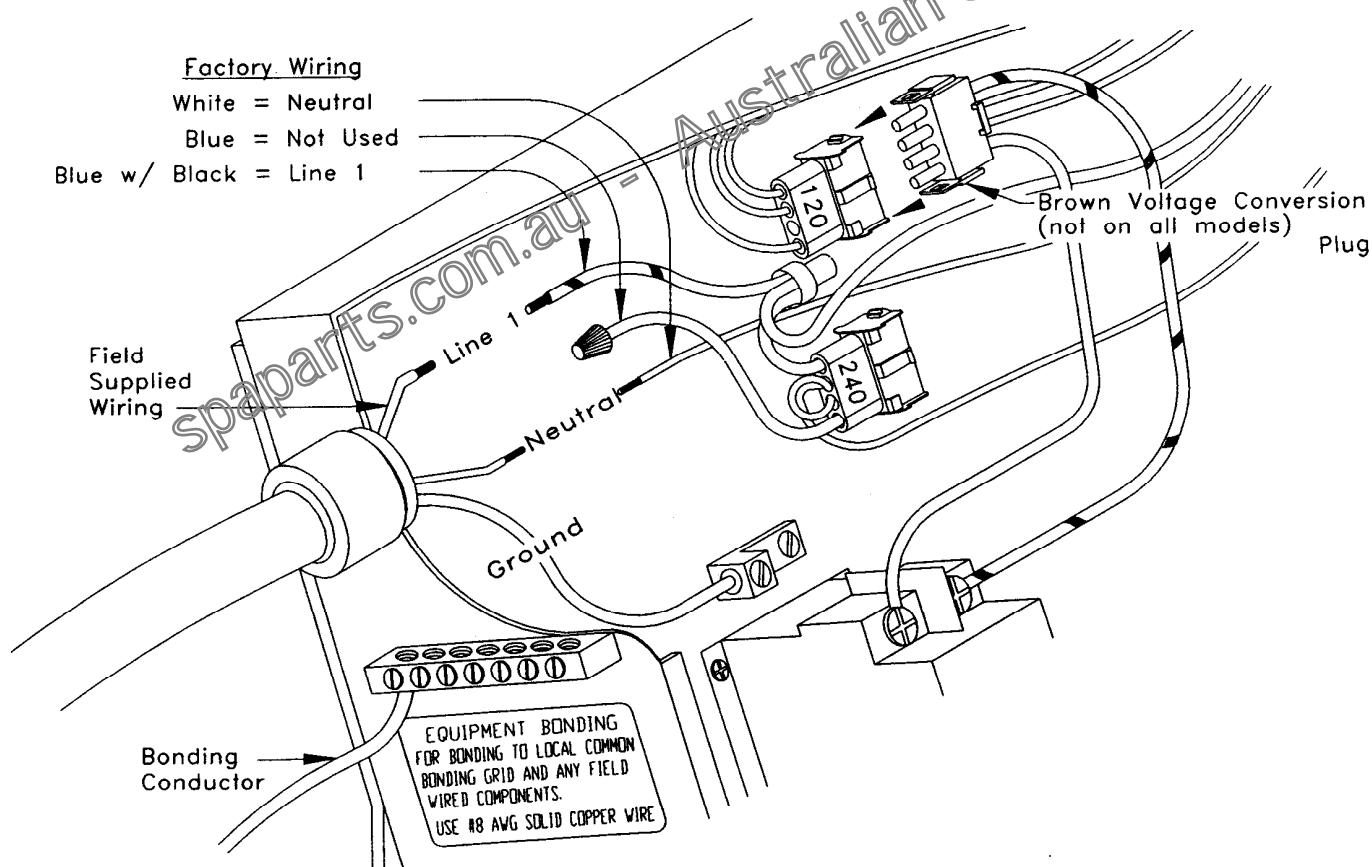 Factory Wiring
White = Neutral
Blue = Not Used
Blue w/ Black = Line 1
spaparts.com.au - Australian
120
Brown Voltage Conversion
(not on all models)
Plug
Line 1
Field
Supplied
Wiring
240
Neutral
Ground
EQUIPMENT BONDING
FOR BONDING TO LOCAL COMMON
BONDING GRID AND ANY FIELD
WIRED COMPONENTS.
USE #8 AWG SOLID COPPER WIRE
Bonding
Conductor